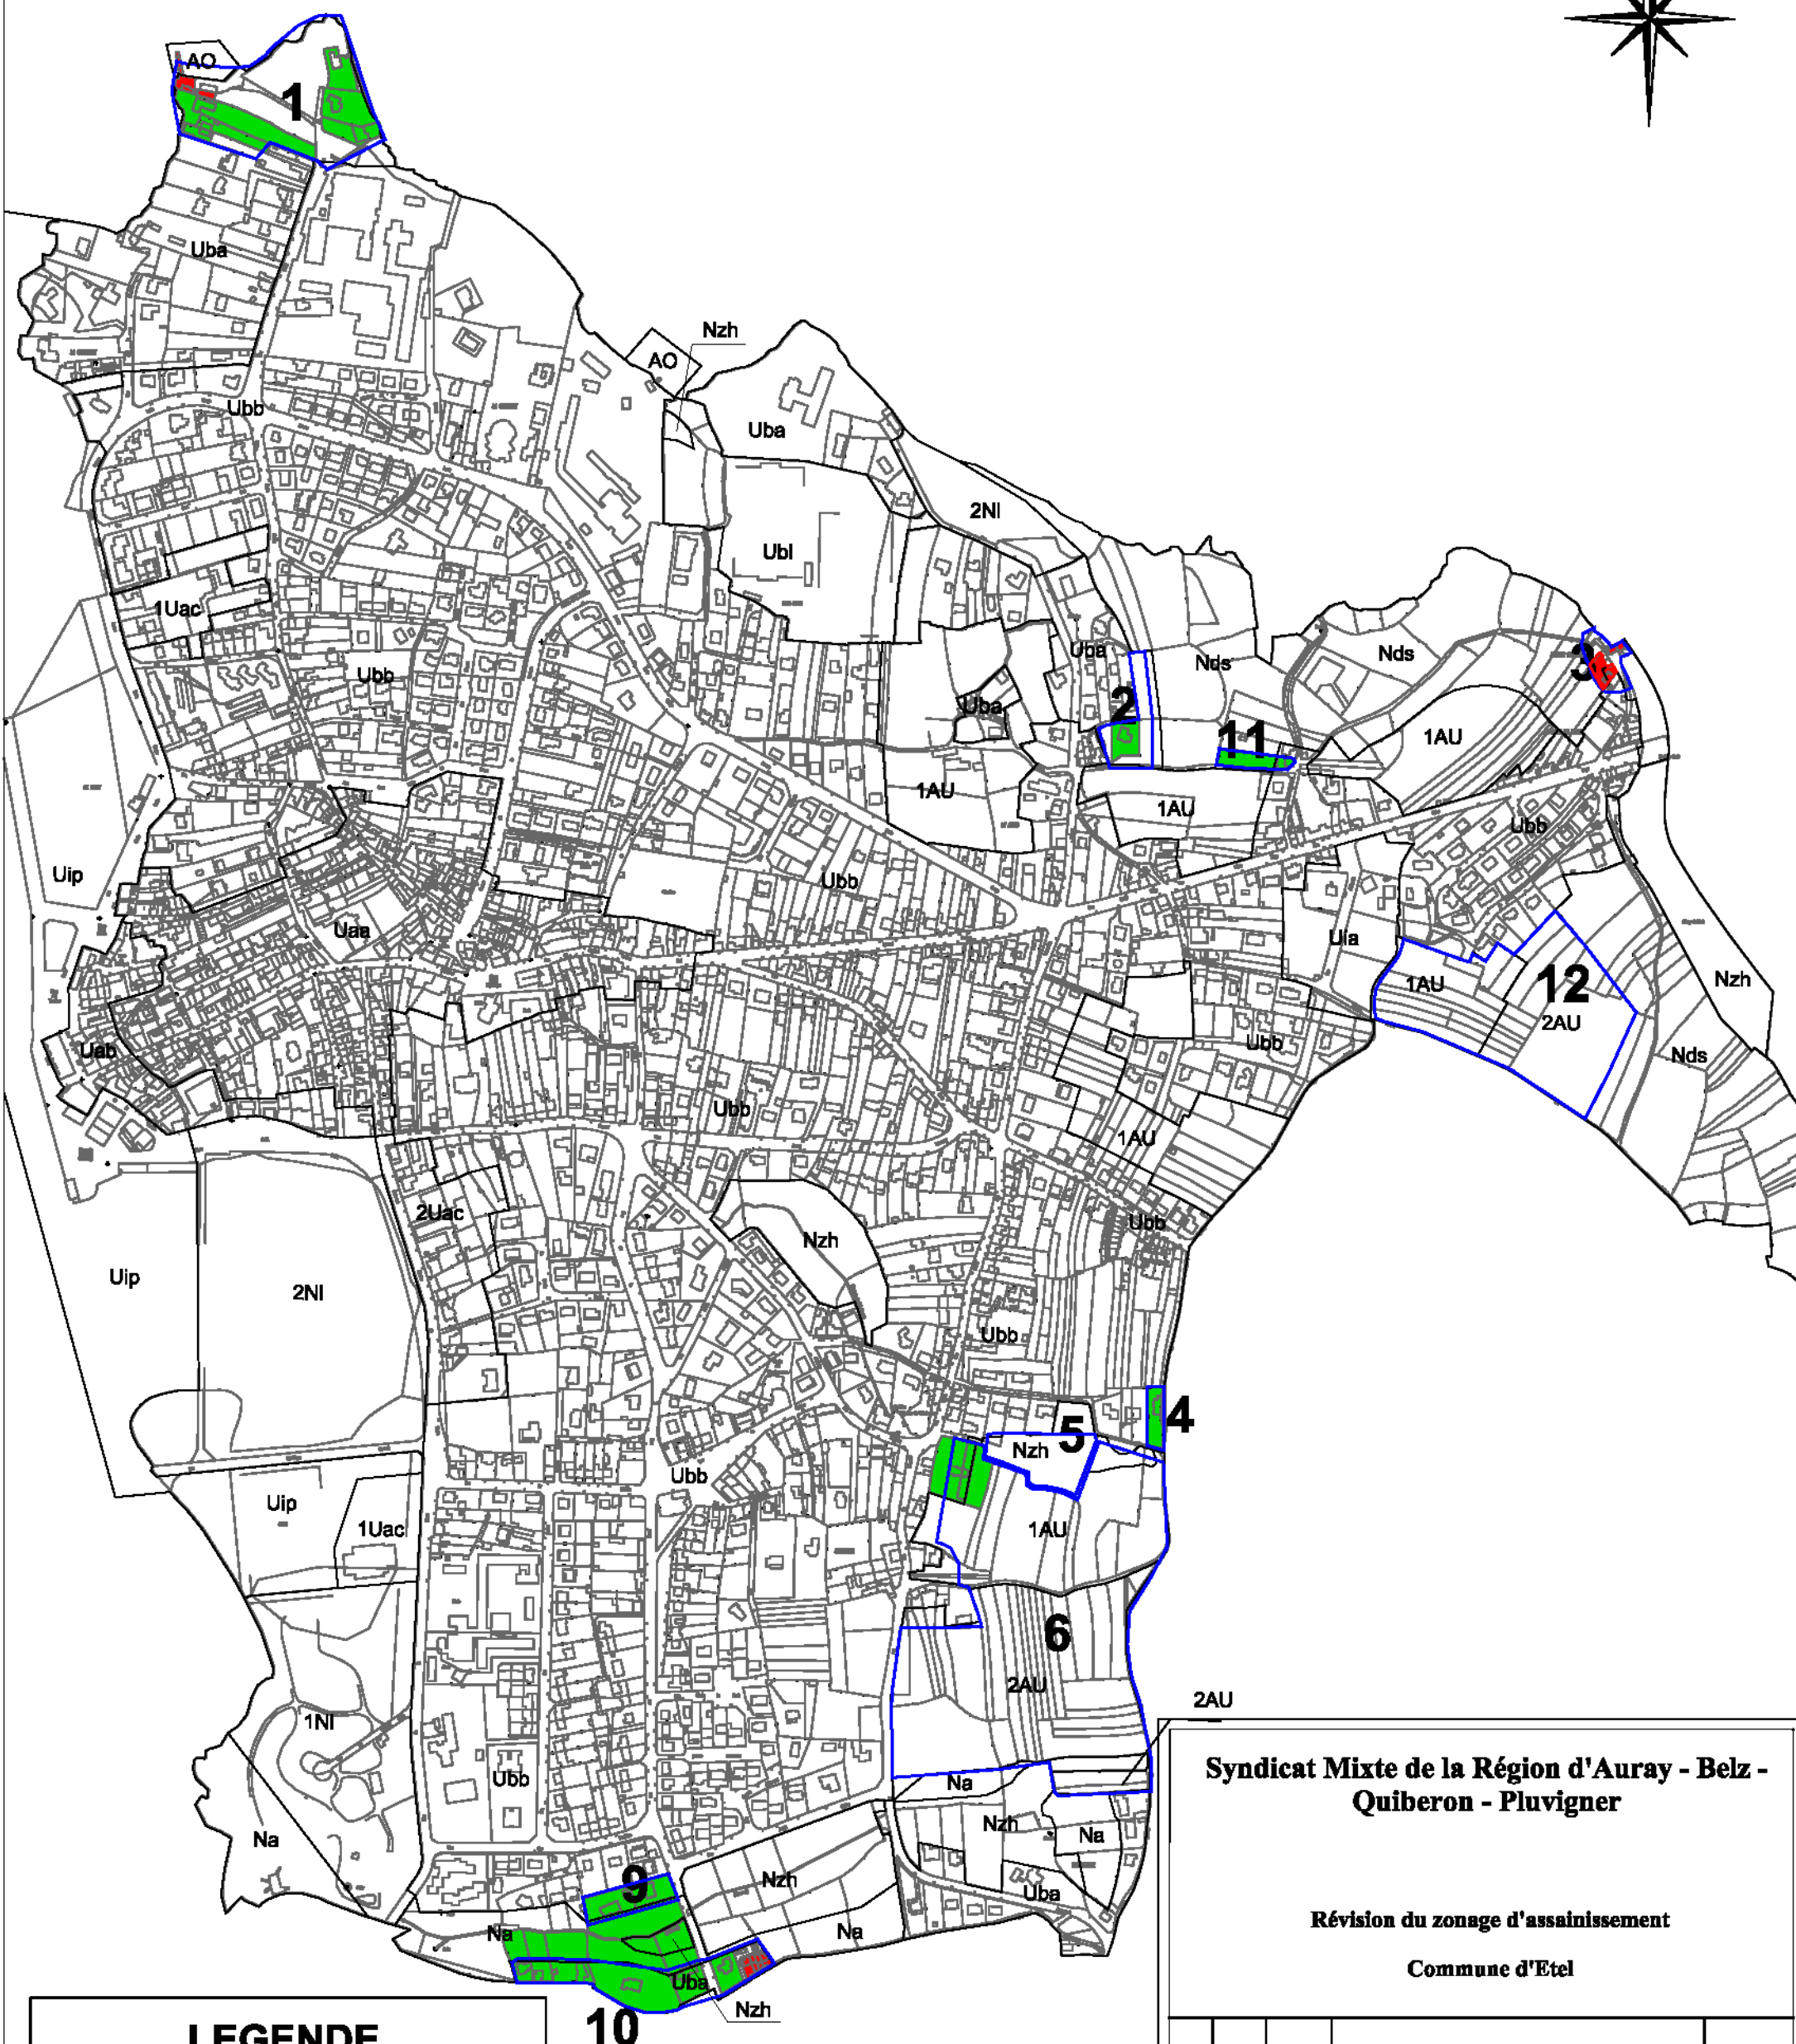 AO
1
Uba
Nzh
AO
Ubb
Uba
2Nl
Ubl
1Uac
Ubb
Uba
Nds
Nds
3
2
Uba
11
1AU
1AU
1AU
Ubb
Uip
Ubb
Uaa
Uia
1AU
12
Nzh
2AU
Uab
Ubb
Nds
Ubb
1AU
2Uac
Ubb
Nzh
Uip
2Nl
Ubb
4
5
Nzh
Ubb
Uip
1Uac
1AU
6
2AU
2AU
1Nl
Ubb
Na
Na
Nzh
Na
Nzh
9
Uba
Na
Na
Uba
Nzh
10
Syndicat Mixte de la Région d'Auray - Belz -
Quiberon - Pluvigner
Révision du zonage d'assainissement
Commune d'Etel
LEGENDE